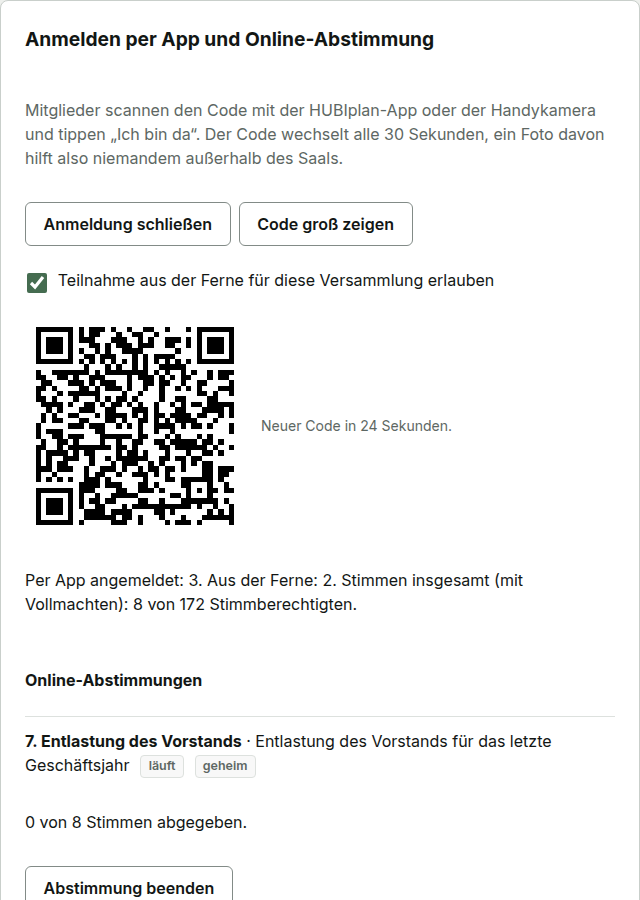 Anmelden per App und Online-Abstimmung
Mitglieder scannen den Code mit der HUBIplan-App oder der Handykamera
und tippen „Ich bin da“. Der Code wechselt alle 30 Sekunden, ein Foto davon
hilft also niemandem außerhalb des Saals.
Anmeldung schließen Code groß zeigen
Teilnahme aus der Ferne für diese Versammlung erlauben
Neuer Code in 24 Sekunden.
Per App angemeldet: 3. Aus der Ferne: 2. Stimmen insgesamt (mit
Vollmachten): 8 von 172 Stimmberechtigten.
Online-Abstimmungen
7. Entlastung des Vorstands · Entlastung des Vorstands für das letzte
Geschäftsjahr läuft geheim
0 von 8 Stimmen abgegeben.
Abstimmung beenden